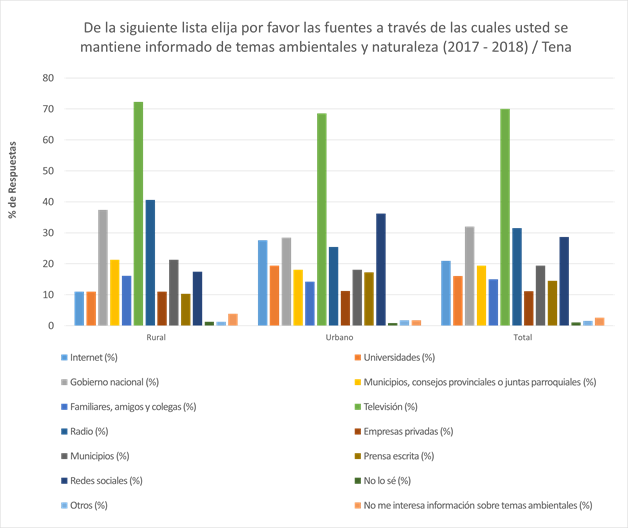 De la siguiente lista elija por favor las fuentes a través de las cuales usted se
mantiene informado de temas ambientales y naturaleza (2017 - 2018) / Tena
% de Respuestas
80
70
60
50
40
30
20
10
0
Rural Urbano Total
Internet (%) Universidades (%)
Gobierno nacional (%) Municipios, consejos provinciales o juntas parroquiales (%)
Familiares, amigos y colegas (%) Televisión (%)
Radio (%) Empresas privadas (%)
Municipios (%) Prensa escrita (%)
Redes sociales (%) No lo sé (%)
Otros (%) No me interesa información sobre temas ambientales (%)